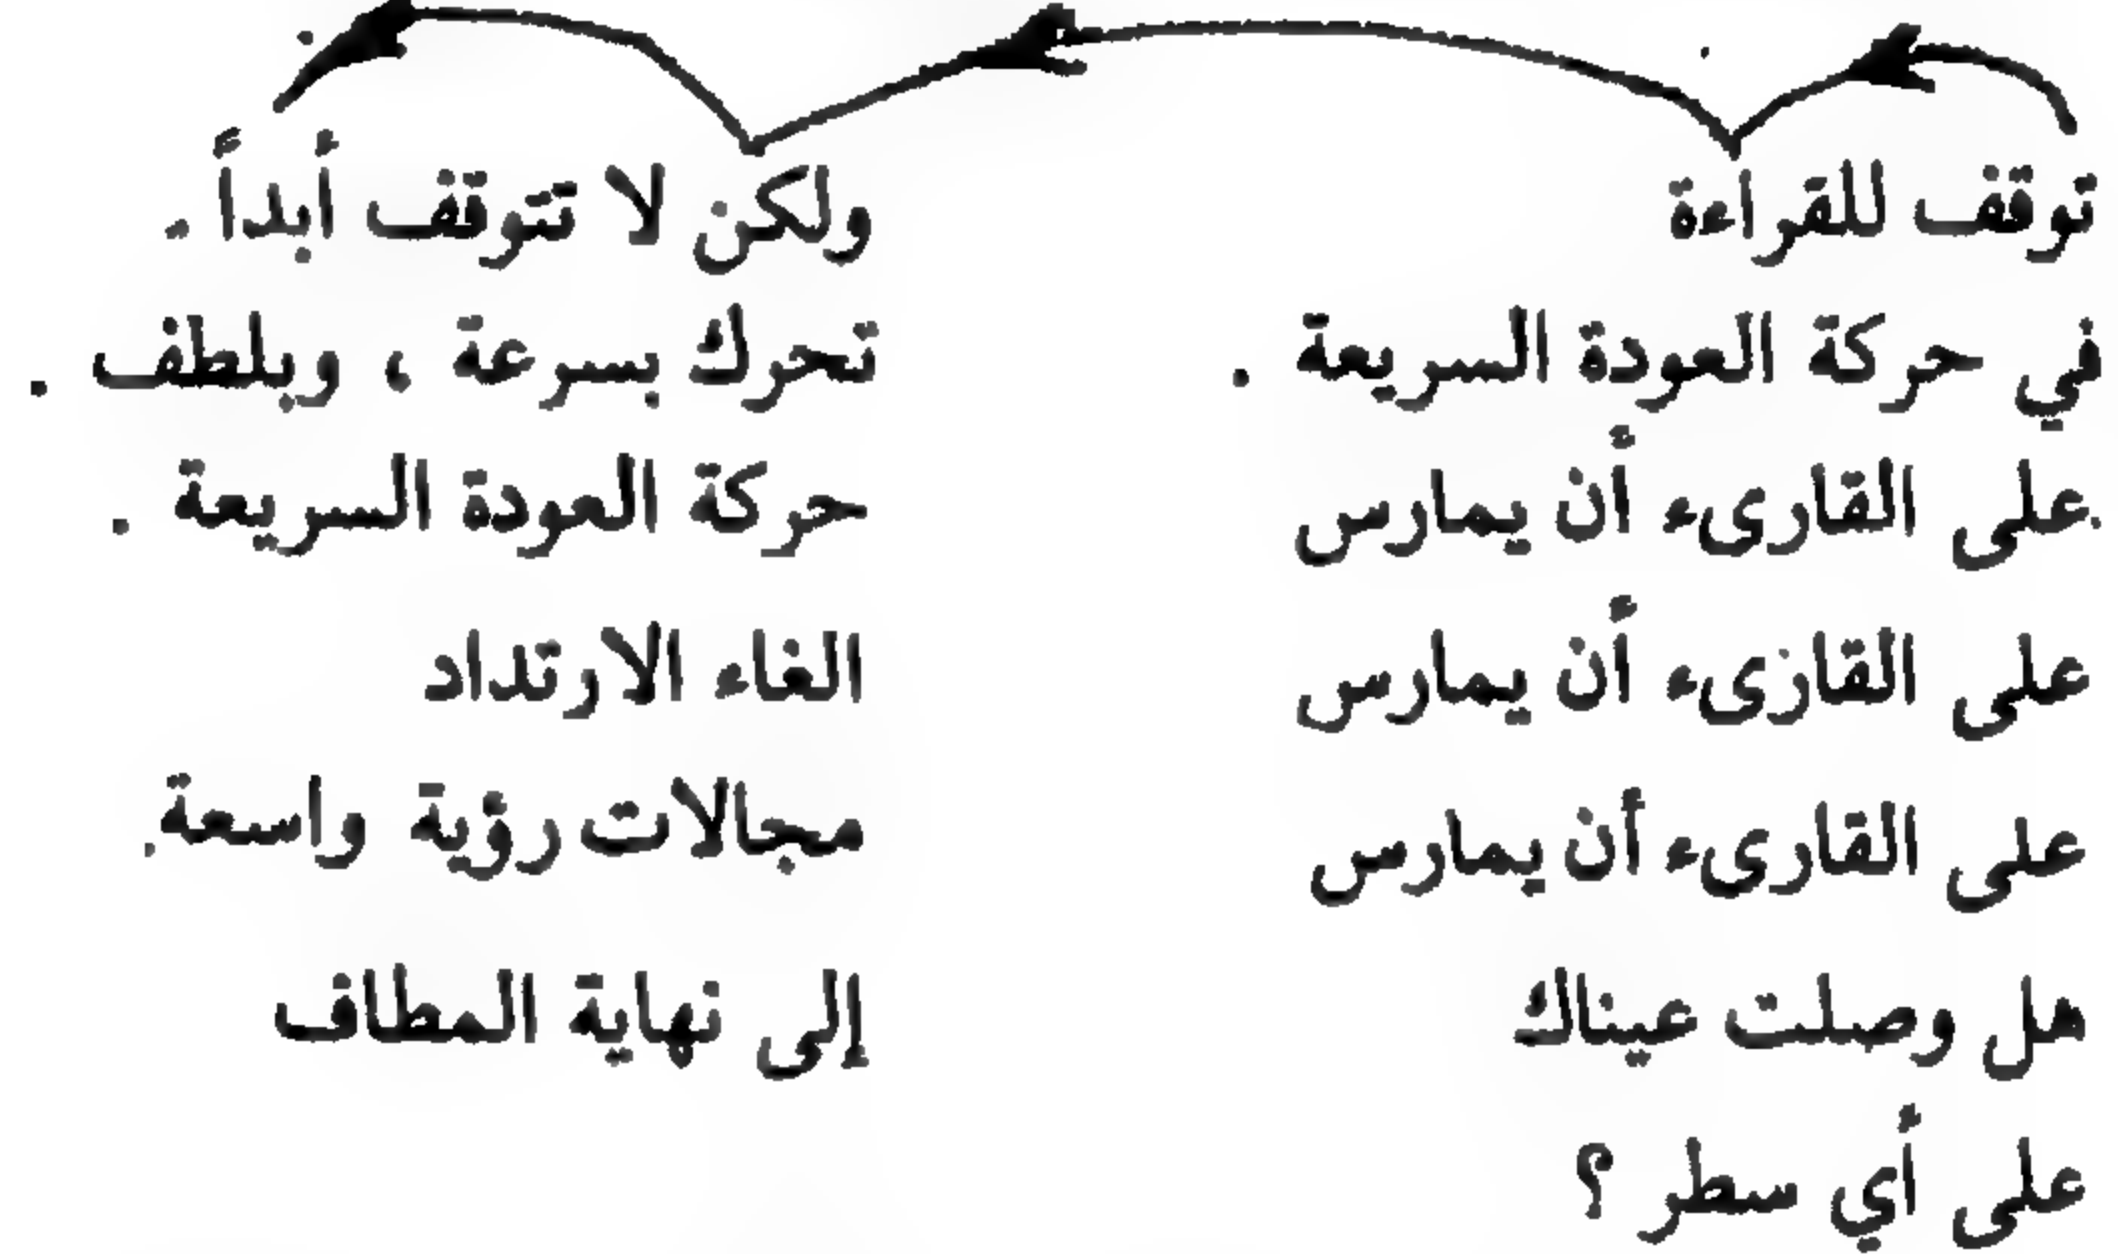 توقف للقراءة ولكن لا تتوقف أبداً .
في حركة العودة السريعة . تحرك بسرعة ، وبلطف .
على القارىء أن يمارس حركة العودة السريعة .
على القازىء أن يمارس الغاء الارتداد
على القارىء أن يمارس مجالات رؤية واسعة .
هل وصلت عيناك إلى نهاية المطاف
على أي سطر ؟